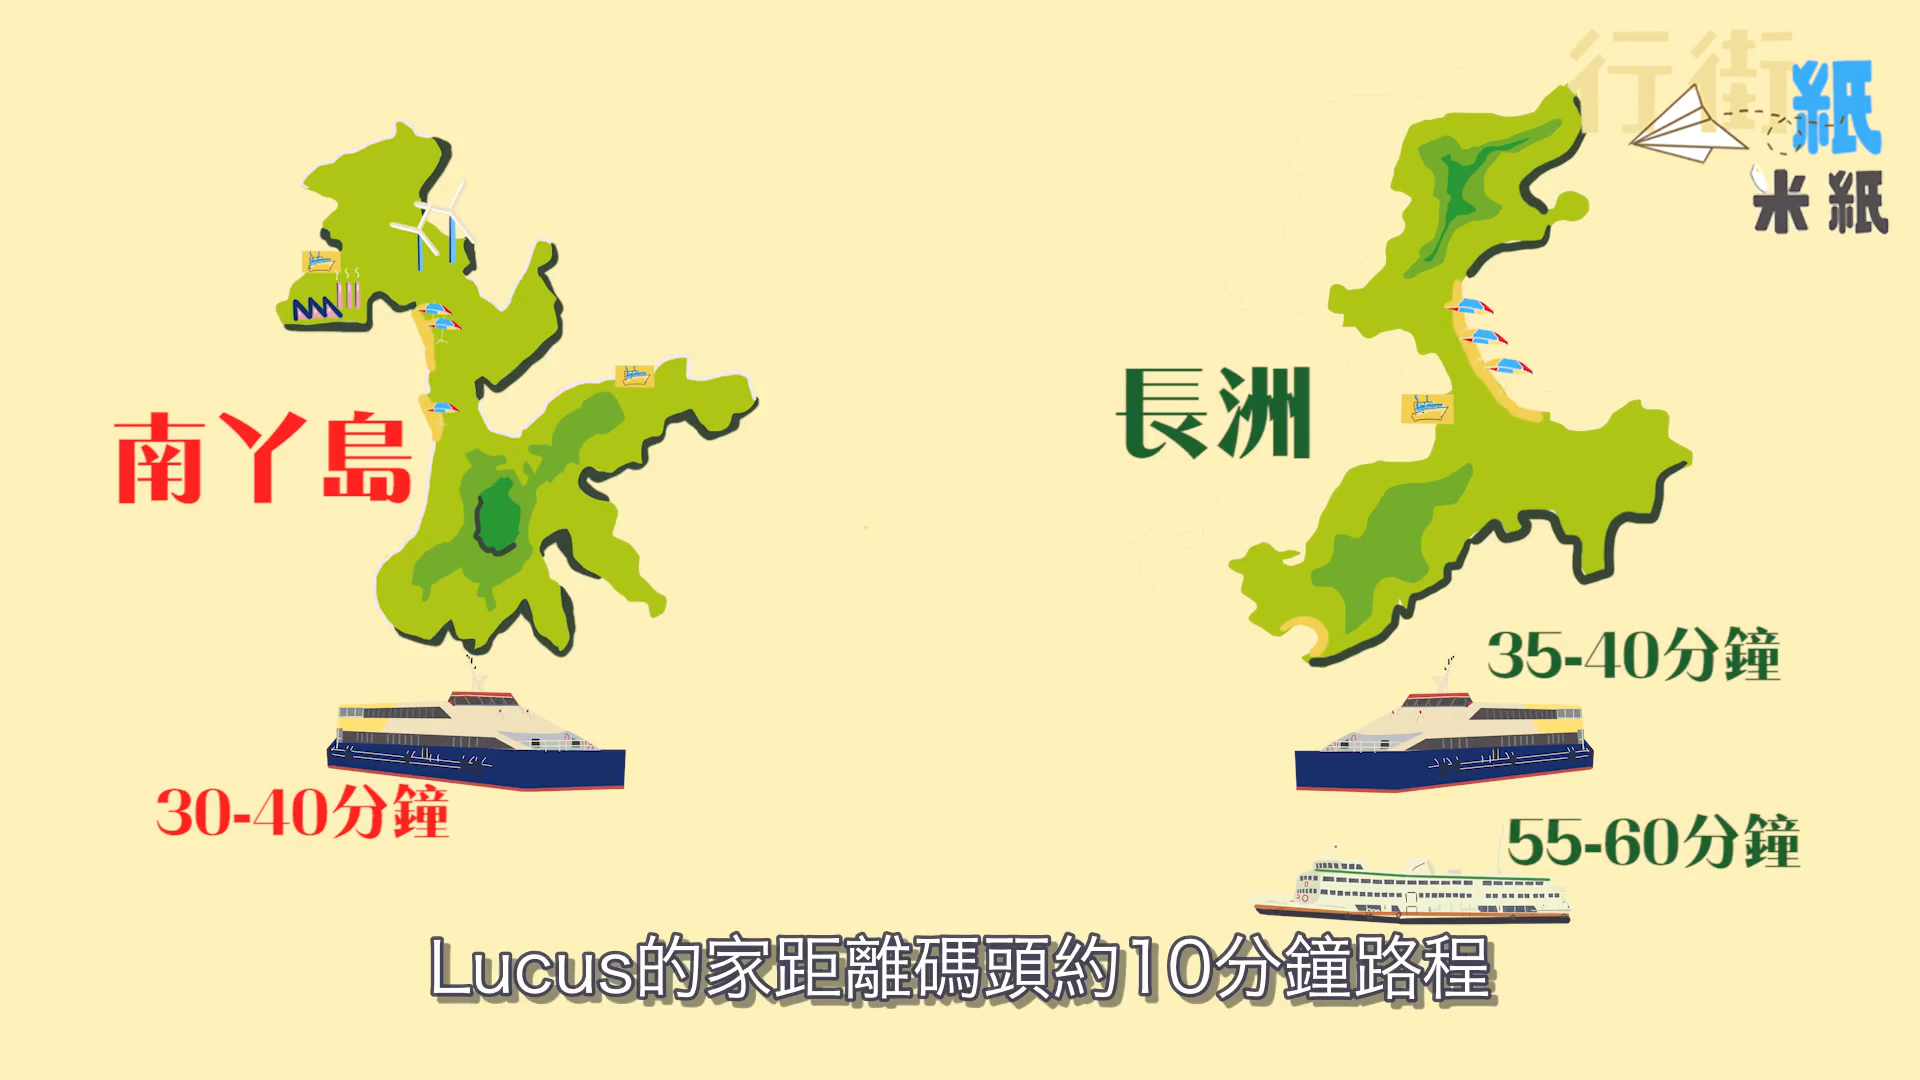 行街
紙
米紙
南丫島
長洲
35-40分鐘
30-40分鐘
55-60分鐘
Lucus的家距離碼頭約10分鐘路程